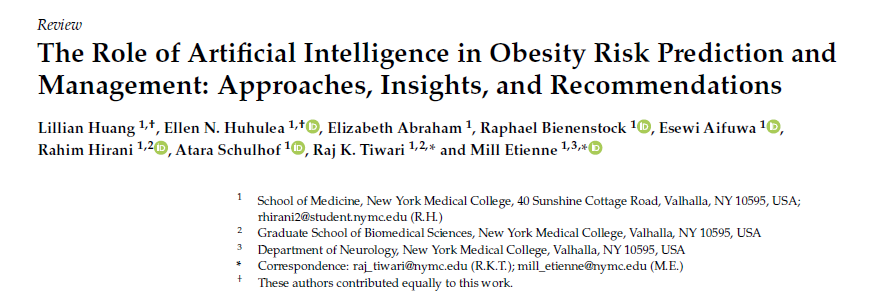 Review
The Role of Artificial Intelligence in Obesity Risk Prediction and
Management: Approaches, Insights, and Recommendations
Lillian Huang 1,†, Ellen N. Huhulea 1,†, Elizabeth Abraham 1, Raphael Bienenstock 1, Esewi Aifuwa 1,
Rahim Hirani 1,2, Atara Schulhof 1, Raj K. Tiwari 1,2,* and Mill Etienne 1,3,*
1 School of Medicine, New York Medical College, 40 Sunshine Cottage Road, Valhalla, NY 10595, USA;
rhirani2@student.nymc.edu (R.H.)
2 Graduate School of Biomedical Sciences, New York Medical College, Valhalla, NY 10595, USA
3 Department of Neurology, New York Medical College, Valhalla, NY 10595, USA
* Correspondence: raj_tiwari@nymc.edu (R.K.T.); mill_etienne@nymc.edu (M.E.)
† These authors contributed equally to this work.